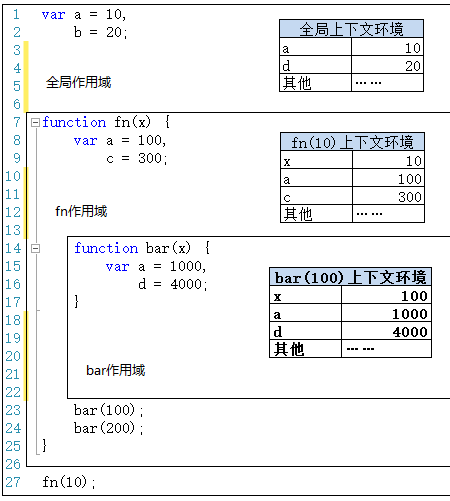 1 var a = 10,
2 b = 20;
全局上下文环境
a 10
d 20
其他 ……
3
4
5
全局作用域
6
7 function fn(x) {
8 var a = 100,
9 c = 300;
fn(10)上下文环境
x 10
a 100
c 300
其他 ……
10
11
12 fn作用域
13
14 function bar(x) {
15 var a = 1000,
16 d = 4000;
17 }
bar(100)上下文环境
x 100
a 1000
d 4000
其他 ……
18
19
20
21 bar作用域
22
23 bar(100);
24 bar(200);
25 }
26
27 fn(10);